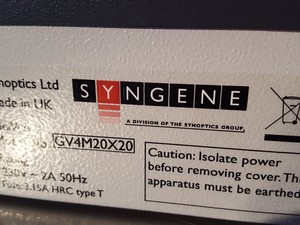 noptics Ltd
ade in UK
SYNGENE
A DIVISION OF THE SYNOPTICS GROUP.
GV4M20X20
230V ~ 2A 50Hz
Fuse: 3.15A HRC type T
Caution: Isolate power
before removing cover. Th
apparatus must be earthed